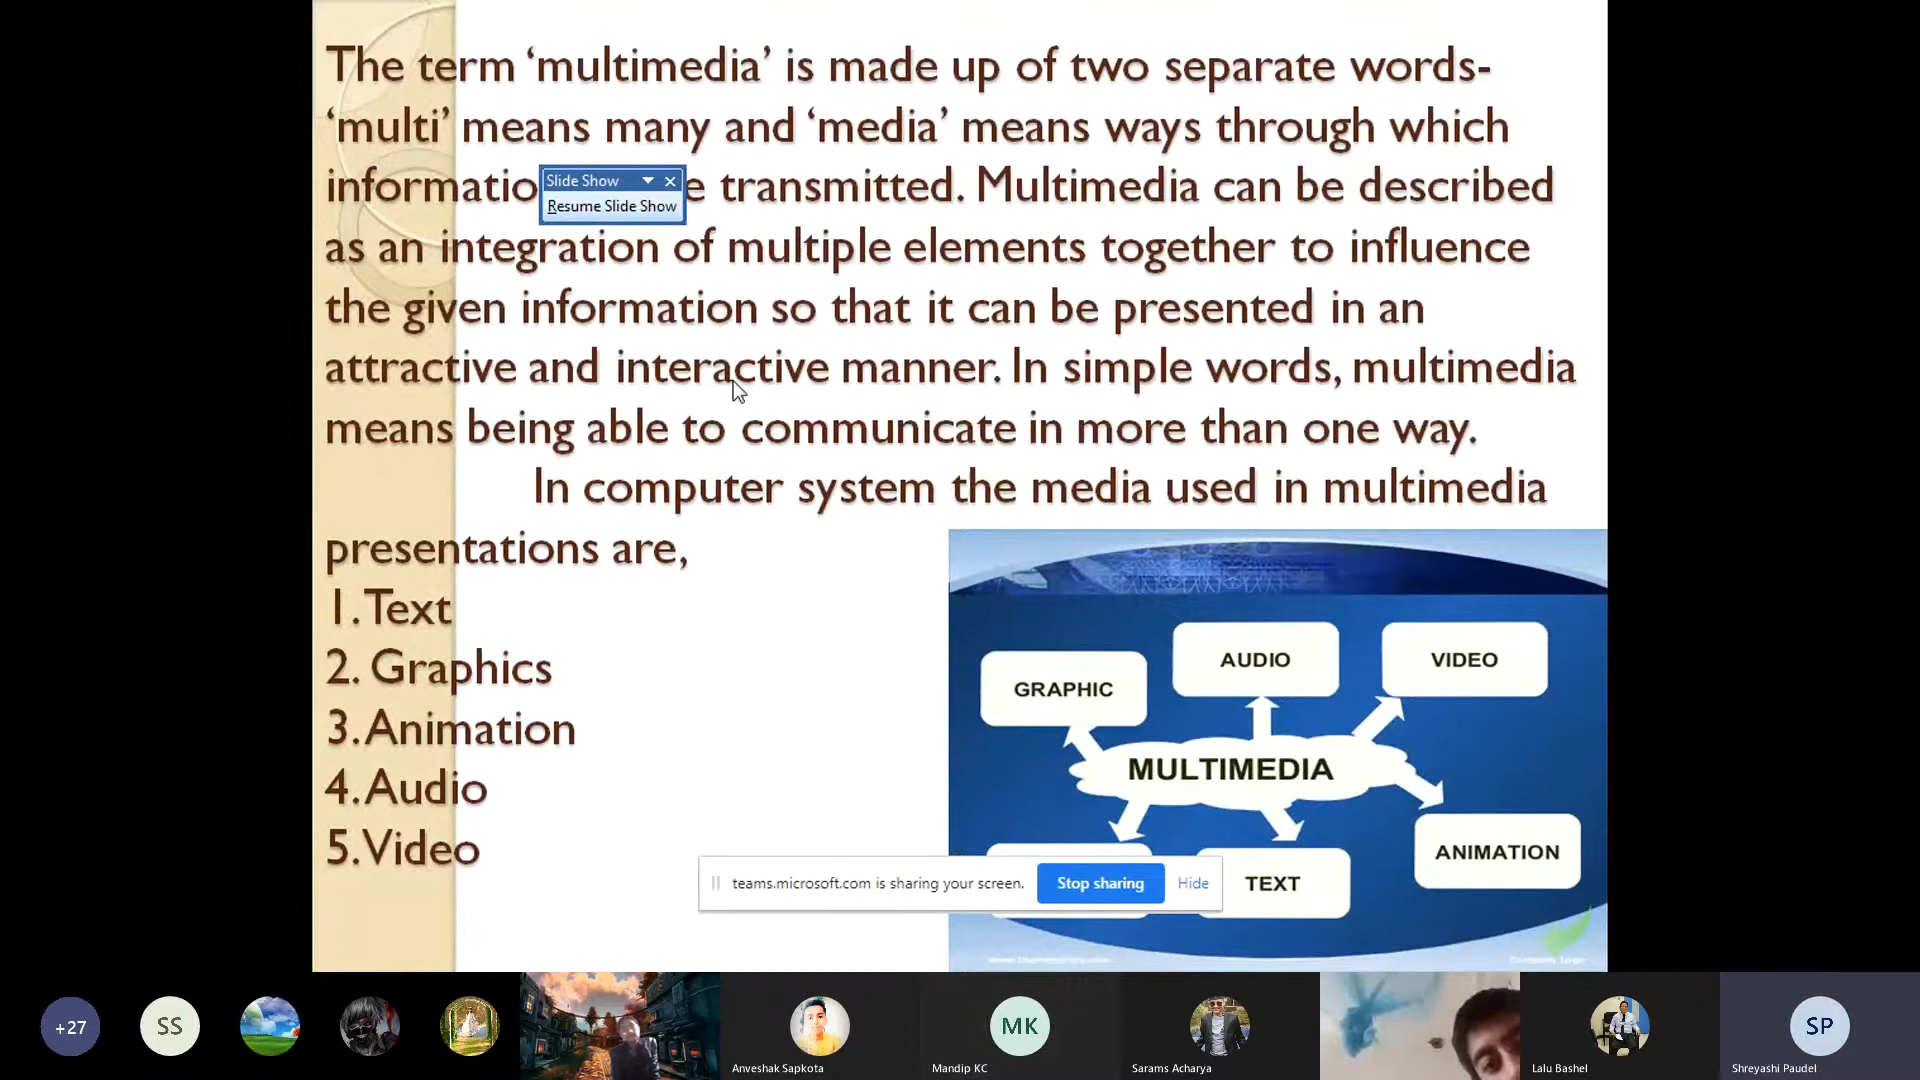 The term ‘multimedia’ is made up of two separate words-
‘multi’ means many and ‘media’ means ways through which
informatio
e transmitted. Multimedia can be described
Slide Show
Resume Slide Show
as an integration of multiple elements together to influence
the given information so that it can be presented in an
attractive and interactive manner. In simple words, multimedia
means being able to communicate in more than one way.
In computer system the media used in multimedia
presentations are,
1. Text
2. Graphics
3. Animation
4. Audio
5. Video
GRAPHIC
AUDIO
VIDEO
MULTIMEDIA
ANIMATION
TEXT
teams.microsoft.com is sharing your screen.
Stop sharing
Hide
+27
SS
MK
SP
Anveshak Sapkota
Mandip KC
Sarams Acharya
Lalu Bashel
Shreyashi Paudel